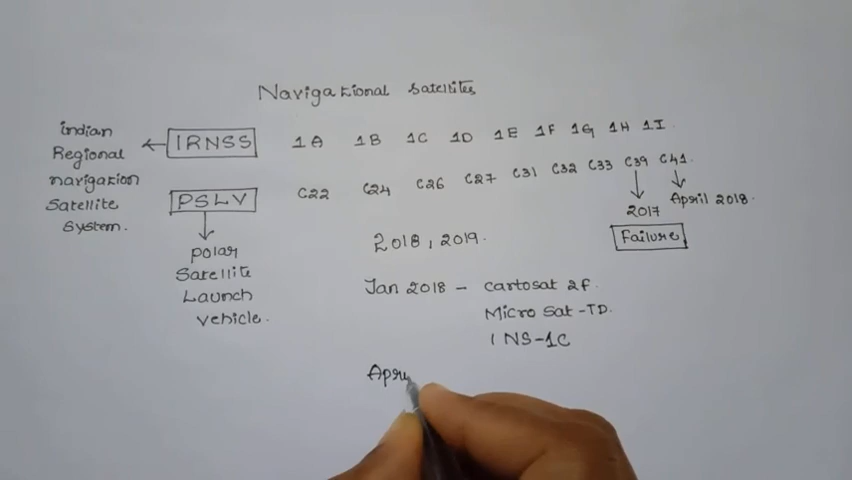 Navigational Satellites
Indian
Regional
navigation
Satellite
System.
IRNSS
1A 1B 1C 1D 1E 1F 1G 1H 1I.
PSLV
C22 C24 C26 C27 C31 C32 C33 C39 C41.
2017
April 2018.
Failure
polar
Satellite
Launch
Vehicle.
2018, 2019.
Jan 2018 - Cartosat 2f.
Micro Sat -TD.
INS-1C
Apri